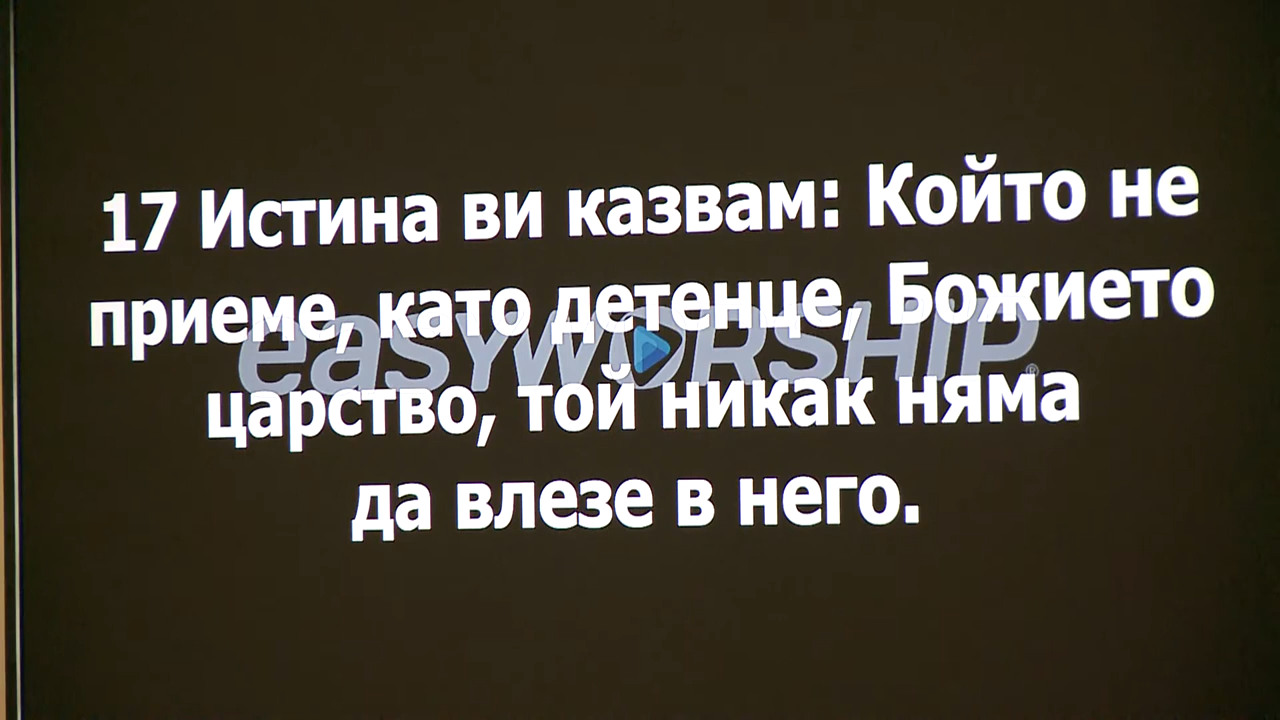 17 Истина ви казвам: Който не
приеме, като детенце, Божието
easyWORSHIP®
царство, той никак няма
да влезе в него.